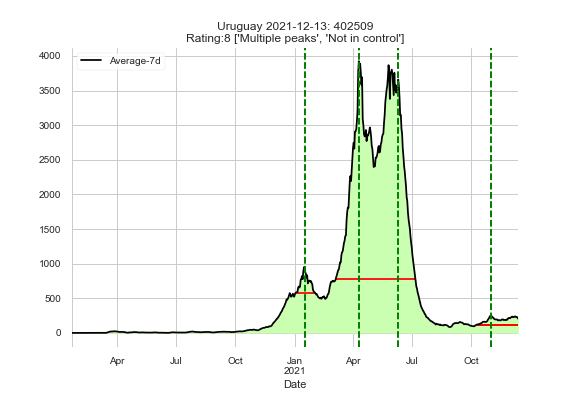 Uruguay 2021-12-13: 402509
Rating:8 ['Multiple peaks', 'Not in control']
Average-7d
4000
3500
3000
2500
2000
1500
1000
500
0
Apr Jul Oct Jan Apr Jul Oct
2021
Date